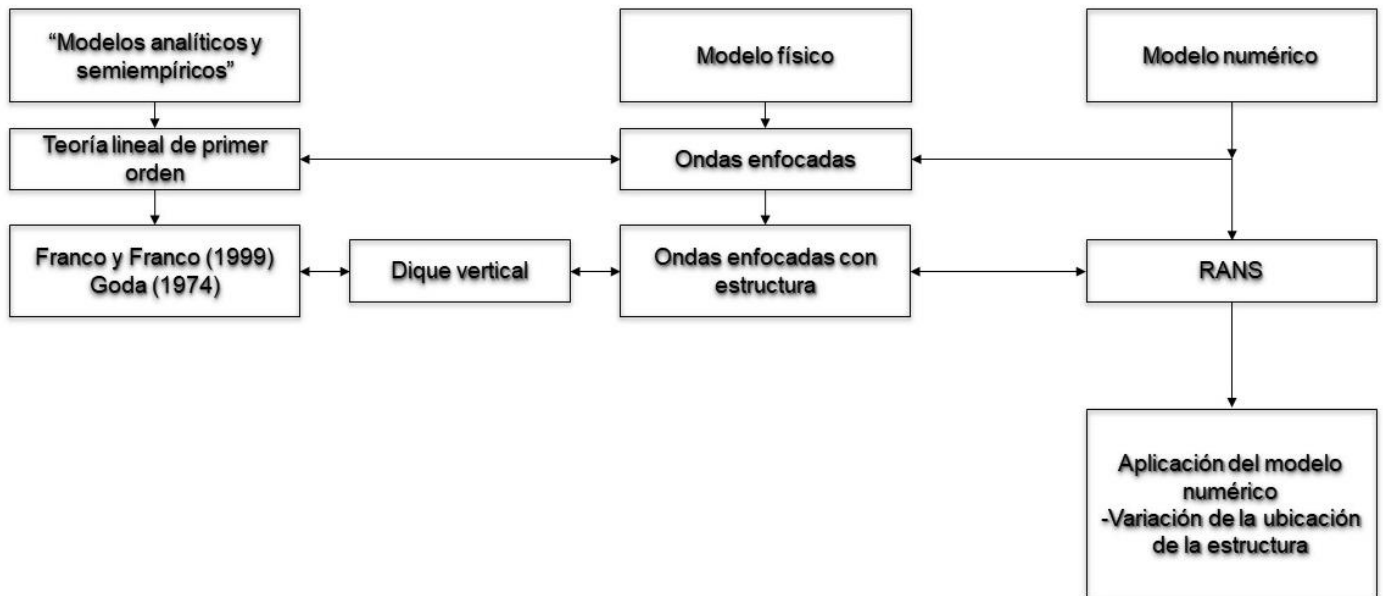 “Modelos analíticos y
semiempíricos”
Modelo físico
Modelo numérico
Teoría lineal de primer
orden
Ondas enfocadas
Franco y Franco (1999)
Goda (1974)
Dique vertical
Ondas enfocadas con
estructura
RANS
Aplicación del modelo
numérico
-Variación de la ubicación
de la estructura